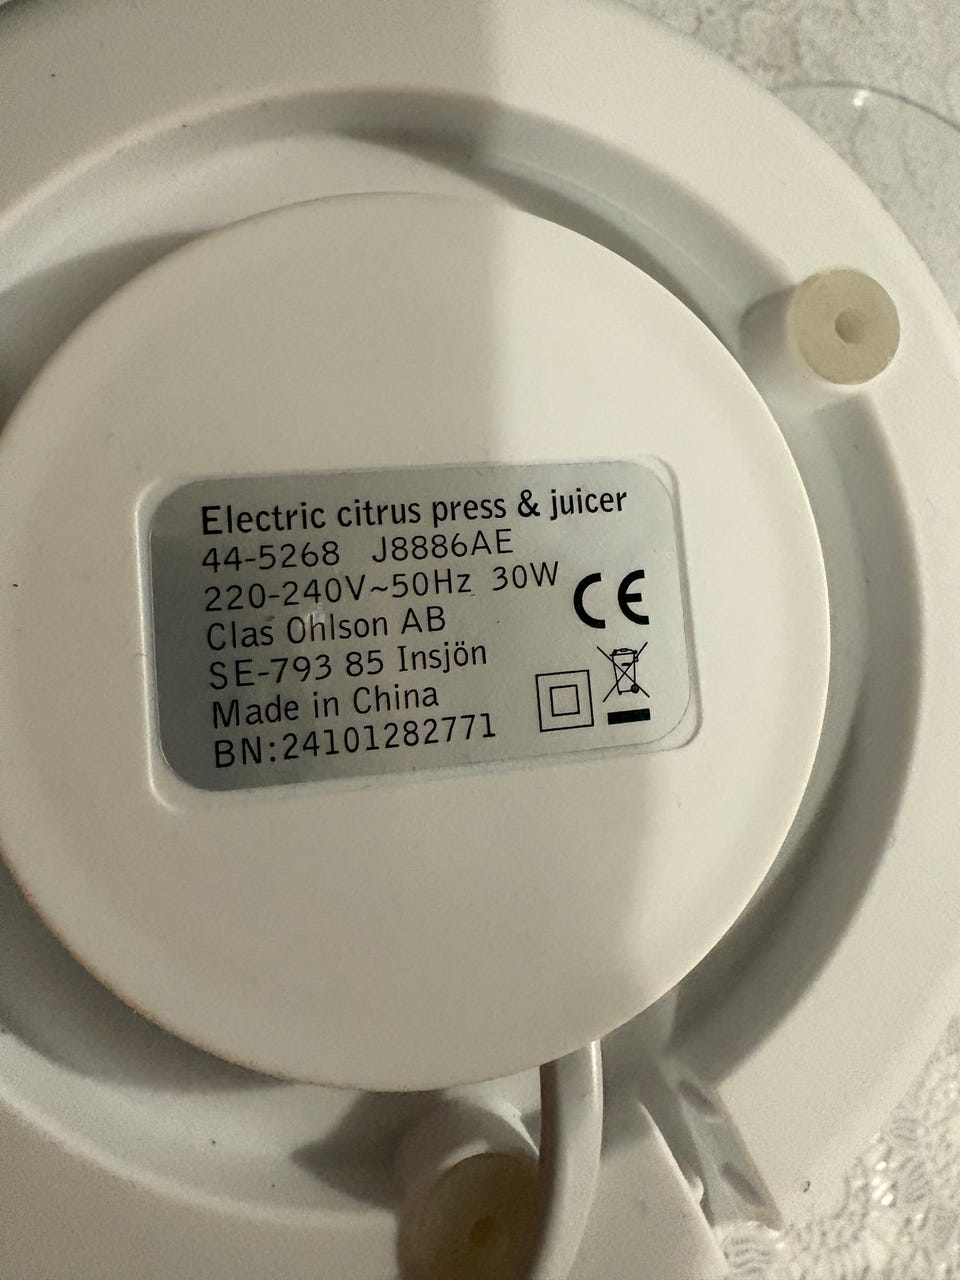 Electric citrus press & juicer
44-5268 J8886AE
220-240V~50Hz 30W
CE
Clas Ohlson AB
SE-793 85 Insjön
Made in China
BN:24101282771